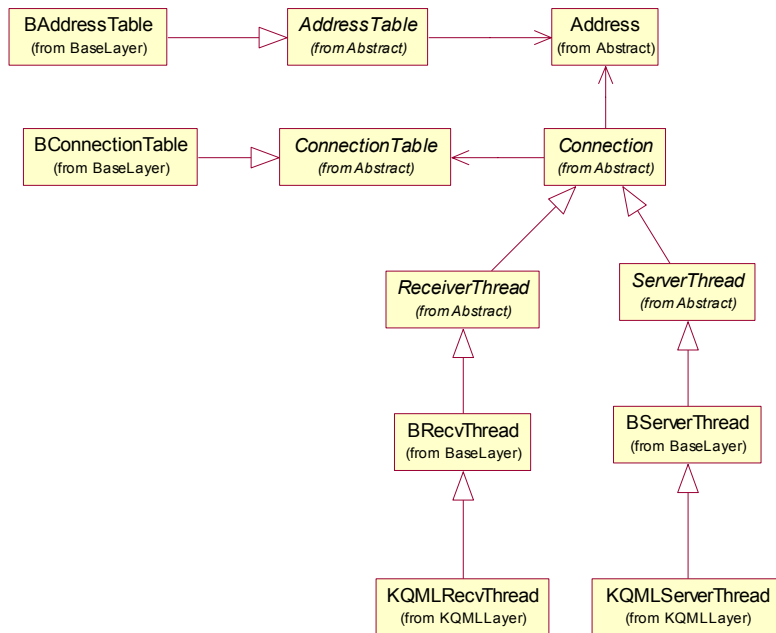 BAddressTable
(from BaseLayer)
AddressTable
(from Abstract)
Address
(from Abstract)
BConnectionTable
(from BaseLayer)
ConnectionTable
(from Abstract)
Connection
(from Abstract)
ReceiverThread
(from Abstract)
ServerThread
(from Abstract)
BRecvThread
(from BaseLayer)
BServerThread
(from BaseLayer)
KQMLRecvThread
(from KQMLLayer)
KQMLServerThread
(from KQMLLayer)